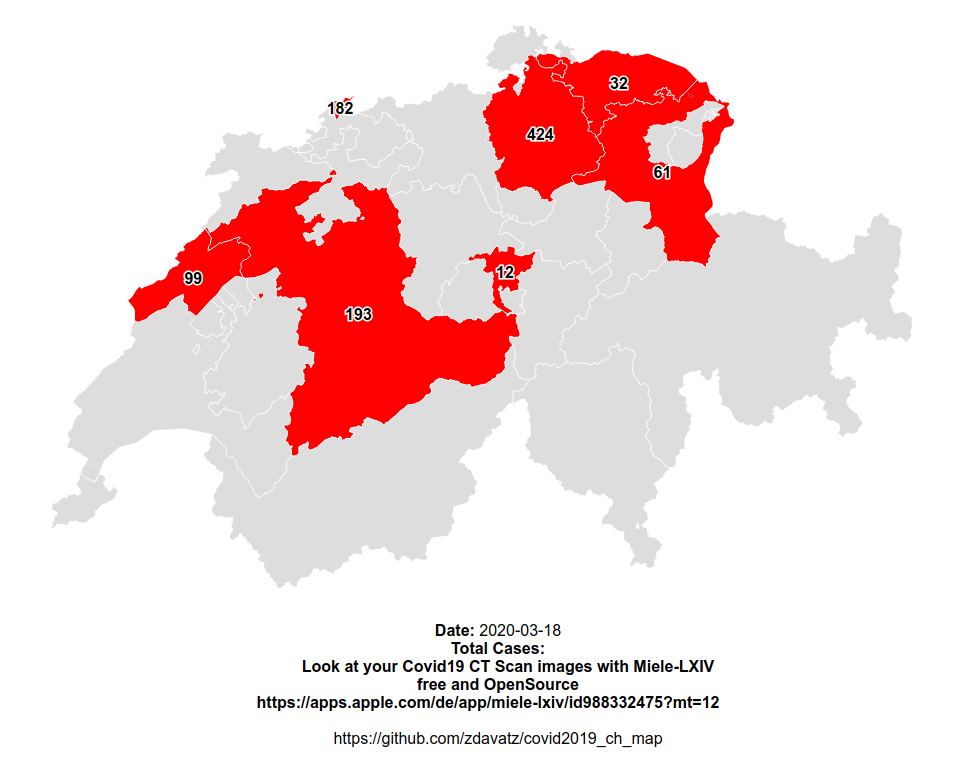 32
182
424
61
12
99
193
Date: 2020-03-18
Total Cases:
Look at your Covid19 CT Scan images with Miele-LXIV
free and OpenSource
https://apps.apple.com/de/app/miele-lxiv/id988332475?mt=12
https://github.com/zdavatz/covid2019_ch_map